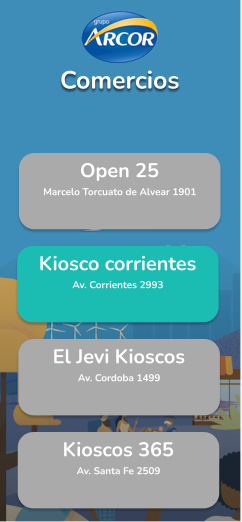 grupo
ARCOR
Comercios
Open 25
Marcelo Torcuato de Alvear 1901
Kiosco corrientes
Av. Corrientes 2993
El Jevi Kioscos
Av. Cordoba 1499
Kioscos 365
Av. Santa Fe 2509